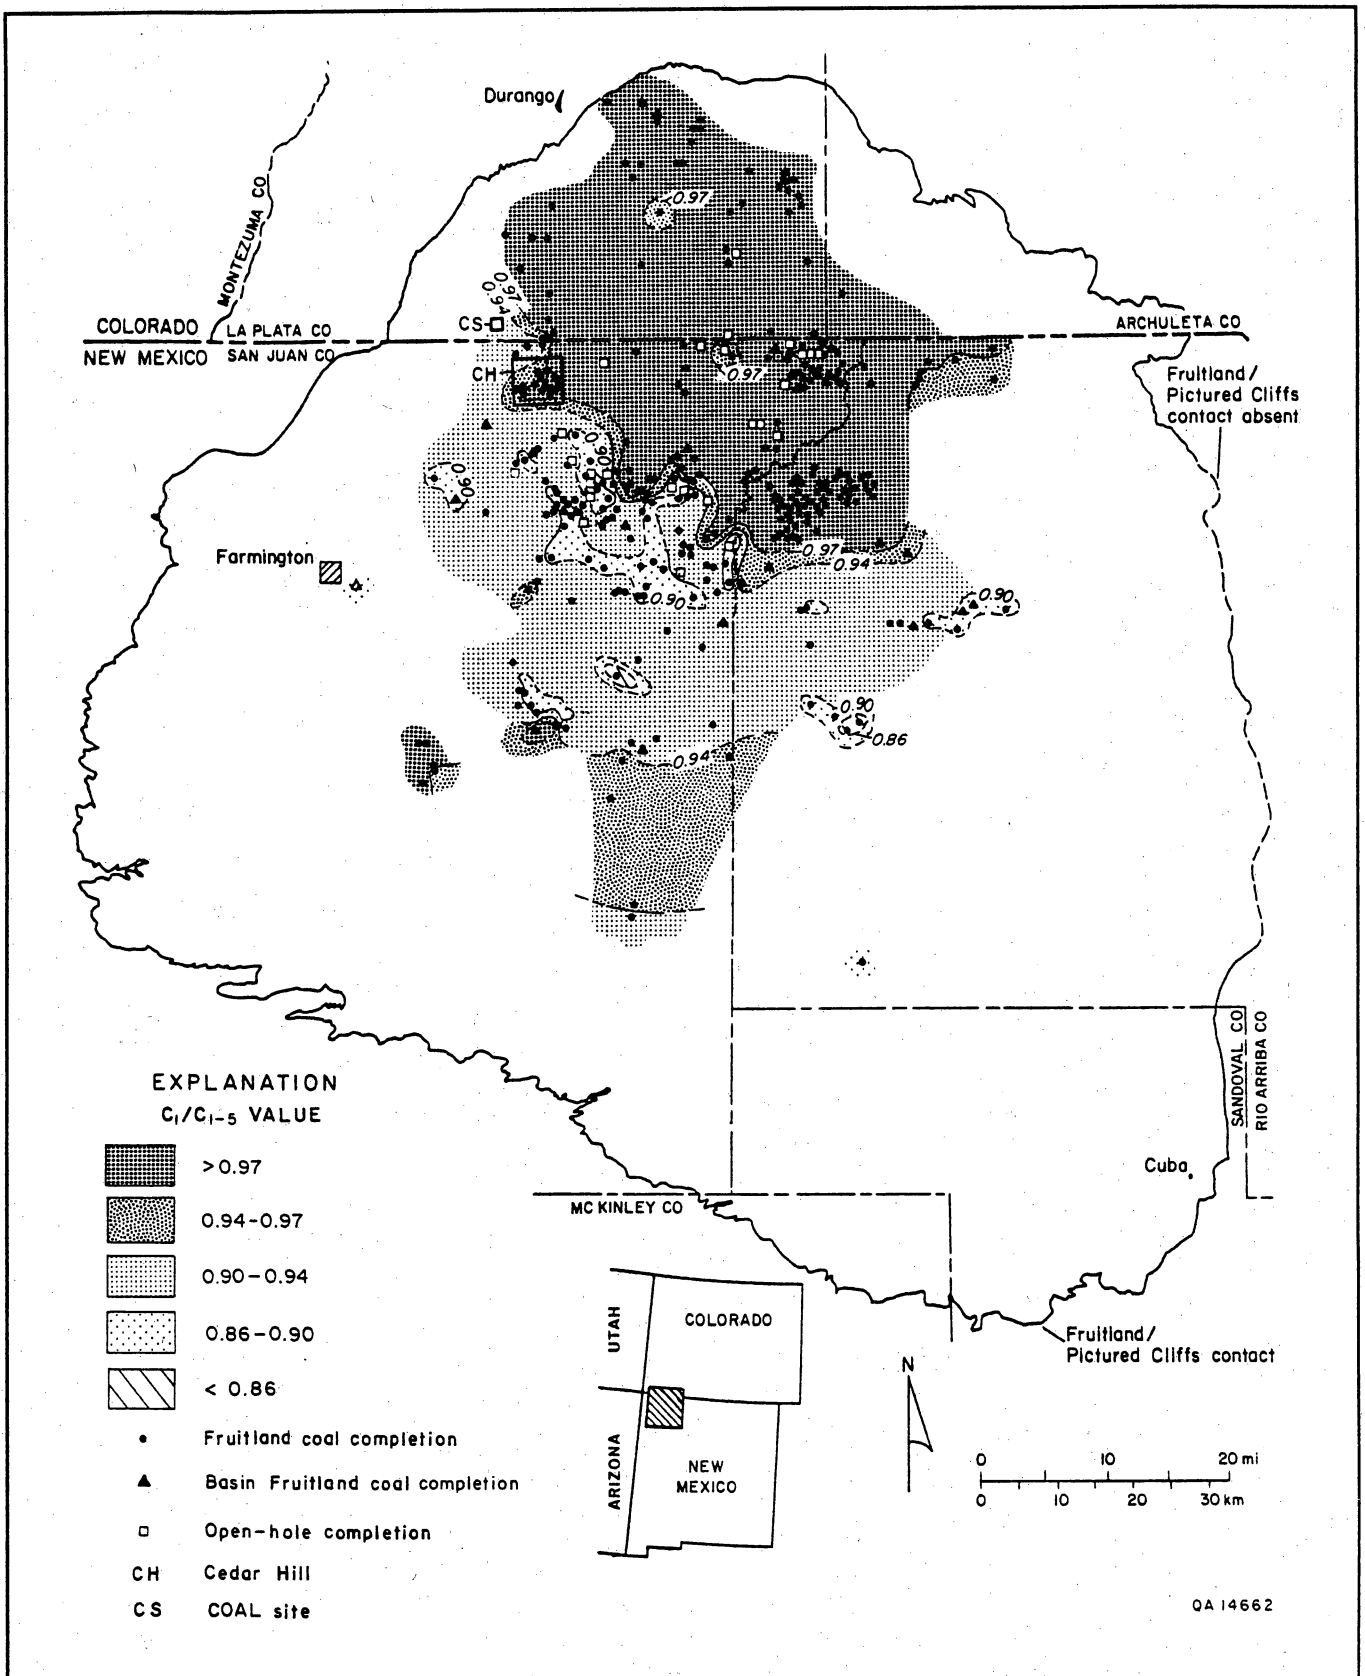 Durango
MONTEZUMA CO
0.97
0.97
0.94
CS
COLORADO
LA PLATA CO
ARCHULETA CO
NEW MEXICO
SAN JUAN CO
CH
0.97
Fruitland/
Pictured Cliffs
contact absent
0.90
0.90
Farmington
0.97
0.94
0.90
0.90
0.90
0.86
0.94
SANDOVAL CO
RIO ARRIBA CO
Cuba
MC KINLEY CO
Fruitland/
Pictured Cliffs contact
EXPLANATION
C₁/C₁₋₅ VALUE
>0.97
0.94-0.97
0.90-0.94
0.86-0.90
< 0.86
Fruitland coal completion
Basin Fruitland coal completion
Open-hole completion
CH Cedar Hill
CS COAL site
UTAH
COLORADO
ARIZONA
NEW
MEXICO
N
0 10 20 mi
0 10 20 30 km
QA 14662